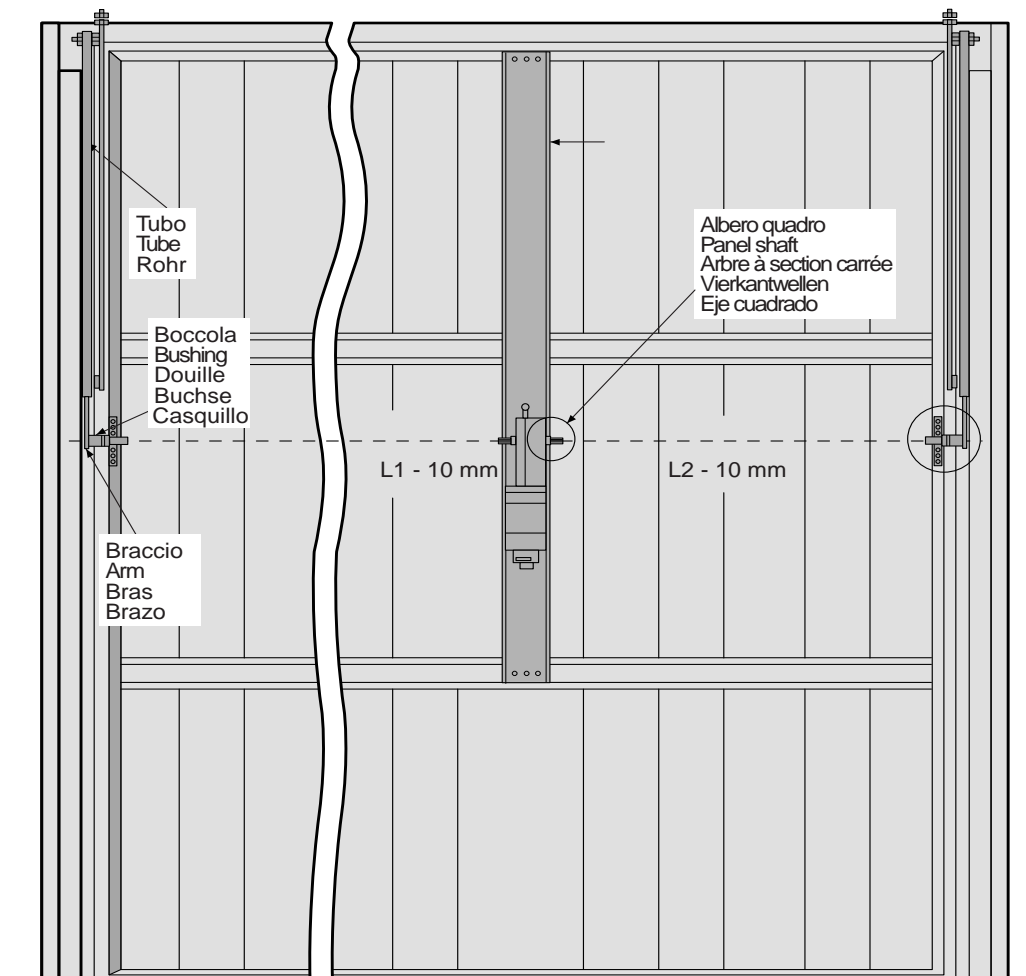 Tubo
Tube
Rohr
Albero quadro
Panel shaft
Arbre à section carrée
Vierkantwellen
Eje cuadrado
Boccola
Bushing
Douille
Buchse
Casquillo
L1 - 10 mm
L2 - 10 mm
Braccio
Arm
Bras
Brazo